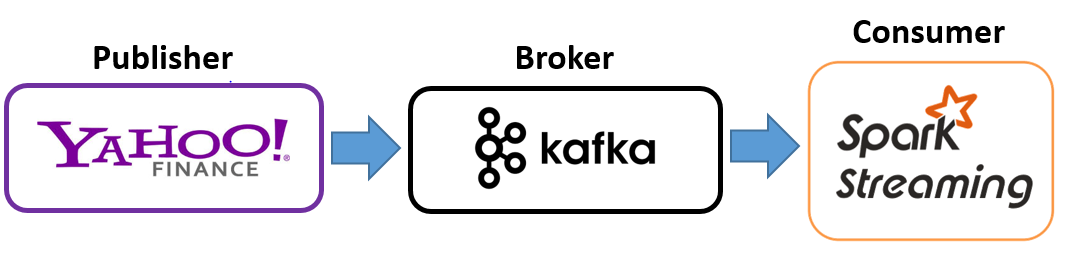 Publisher
Broker
Consumer
YAHOO!®
FINANCE
kafka
Spark
Streaming